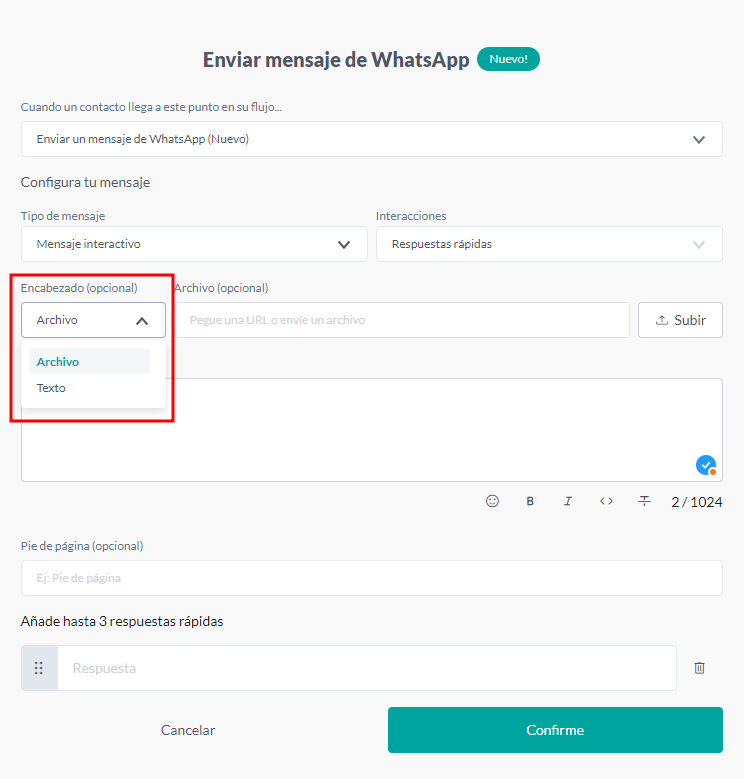 Enviar mensaje de WhatsApp Nuevo!
Cuando un contacto llega a este punto en su flujo...
Enviar un mensaje de WhatsApp (Nuevo)
Configura tu mensaje
Tipo de mensaje Interacciones
Mensaje interactivo Respuestas rápidas
Encabezado (opcional) Archivo (opcional)
Archivo Pegue una URL o envíe un archivo Subir
Archivo
Texto
B I <> T 2 / 1024
Pie de página (opcional)
Ej: Pie de página
Añade hasta 3 respuestas rápidas
Respuesta
Cancelar Confirme